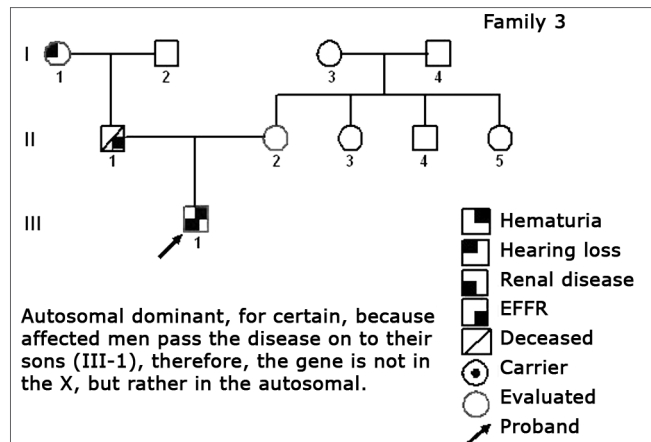 Family 3
I
1
2
3
4
II
1
2
3
4
5
III
1
Hematuria
Hearing loss
Renal disease
EFFR
Deceased
Carrier
Evaluated
Proband
Autosomal dominant, for certain, because
affected men pass the disease on to their
sons (III-1), therefore, the gene is not in
the X, but rather in the autosomal.